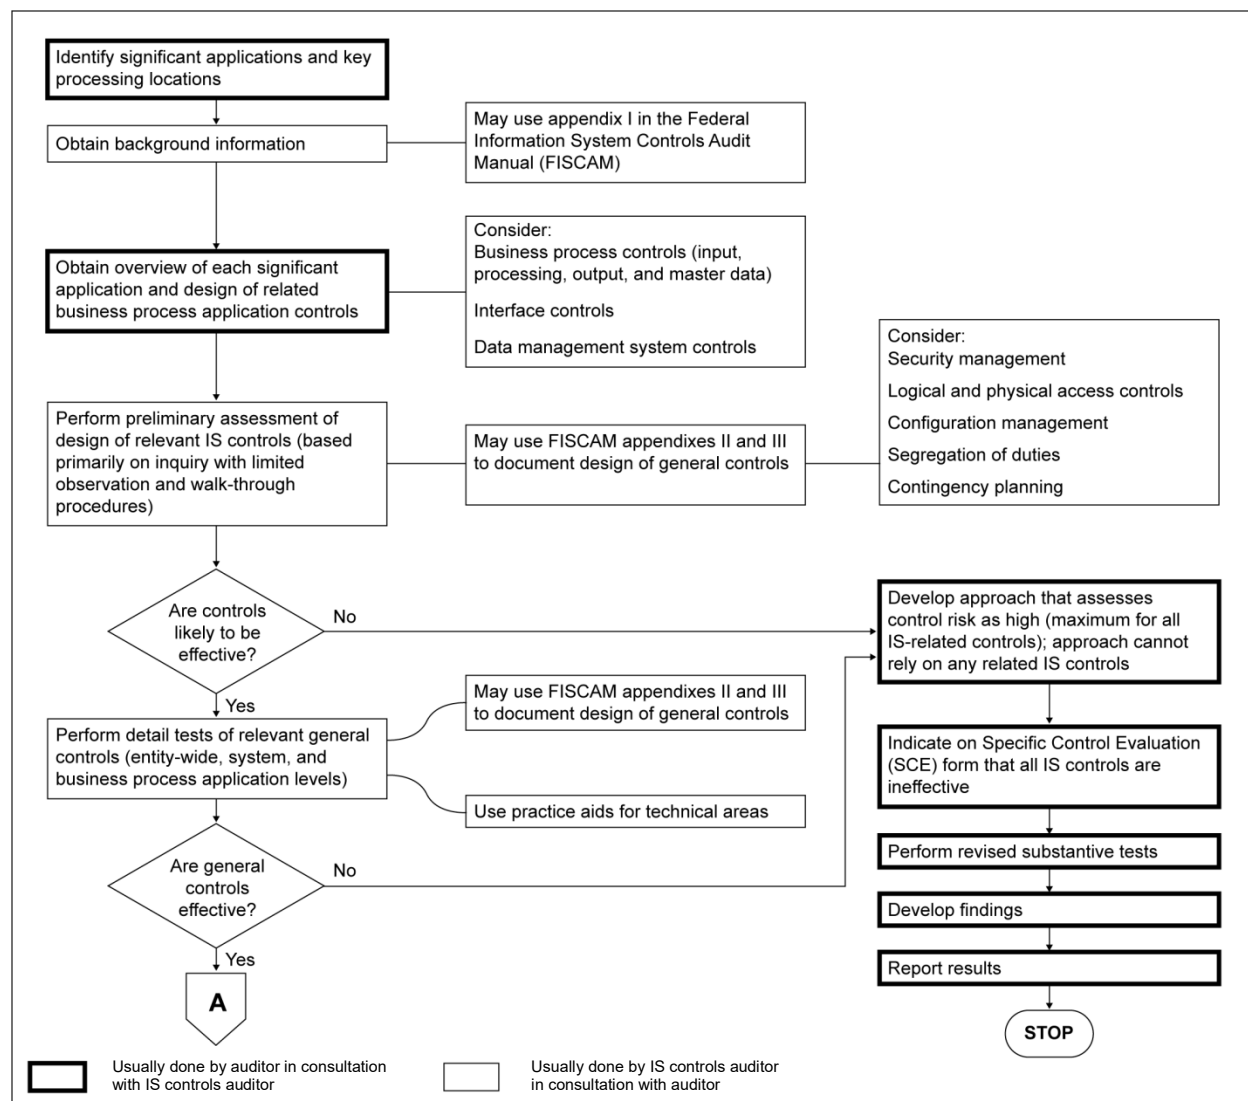 Identify significant applications and key
processing locations
Obtain background information
May use appendix I in the Federal
Information System Controls Audit
Manual (FISCAM)
Obtain overview of each significant
application and design of related
business process application controls
Consider:
Business process controls (input,
processing, output, and master data)
Interface controls
Data management system controls
Perform preliminary assessment of
design of relevant IS controls (based
primarily on inquiry with limited
observation and walk-through
procedures)
May use FISCAM appendixes II and III
to document design of general controls
Consider:
Security management
Logical and physical access controls
Configuration management
Segregation of duties
Contingency planning
Are controls
likely to be
effective?
No
Yes
Develop approach that assesses
control risk as high (maximum for all
IS-related controls); approach cannot
rely on any related IS controls
Perform detail tests of relevant general
controls (entity-wide, system, and
business process application levels)
May use FISCAM appendixes II and III
to document design of general controls
Use practice aids for technical areas
Indicate on Specific Control Evaluation
(SCE) form that all IS controls are
ineffective
Are general
controls
effective?
No
Yes
A
Perform revised substantive tests
Develop findings
Report results
STOP
Usually done by auditor in consultation
with IS controls auditor
Usually done by IS controls auditor
in consultation with auditor